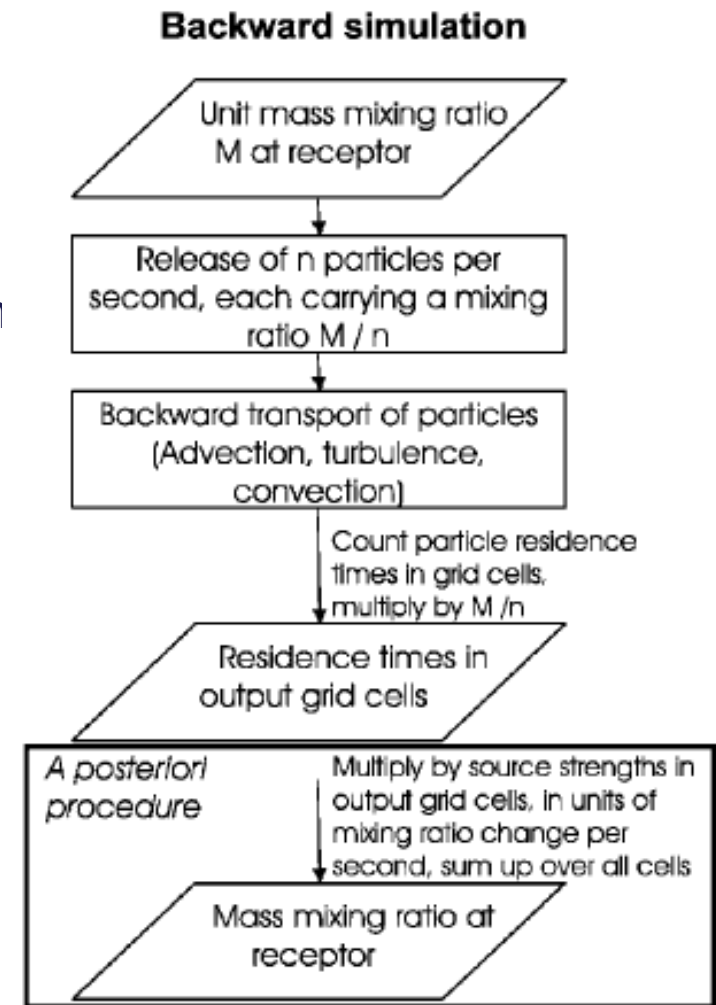 Backward simulation
Unit mass mixing ratio
M at receptor
Release of n particles per
second, each carrying a mixing
ratio M / n
Backward transport of particles
(Advection, turbulence,
convection)
Count particle residence
times in grid cells,
multiply by M /n
Residence times in
output grid cells
A posteriori
procedure
Multiply by source strengths in
output grid cells, in units of
mixing ratio change per
second, sum up over all cells
Mass mixing ratio at
receptor